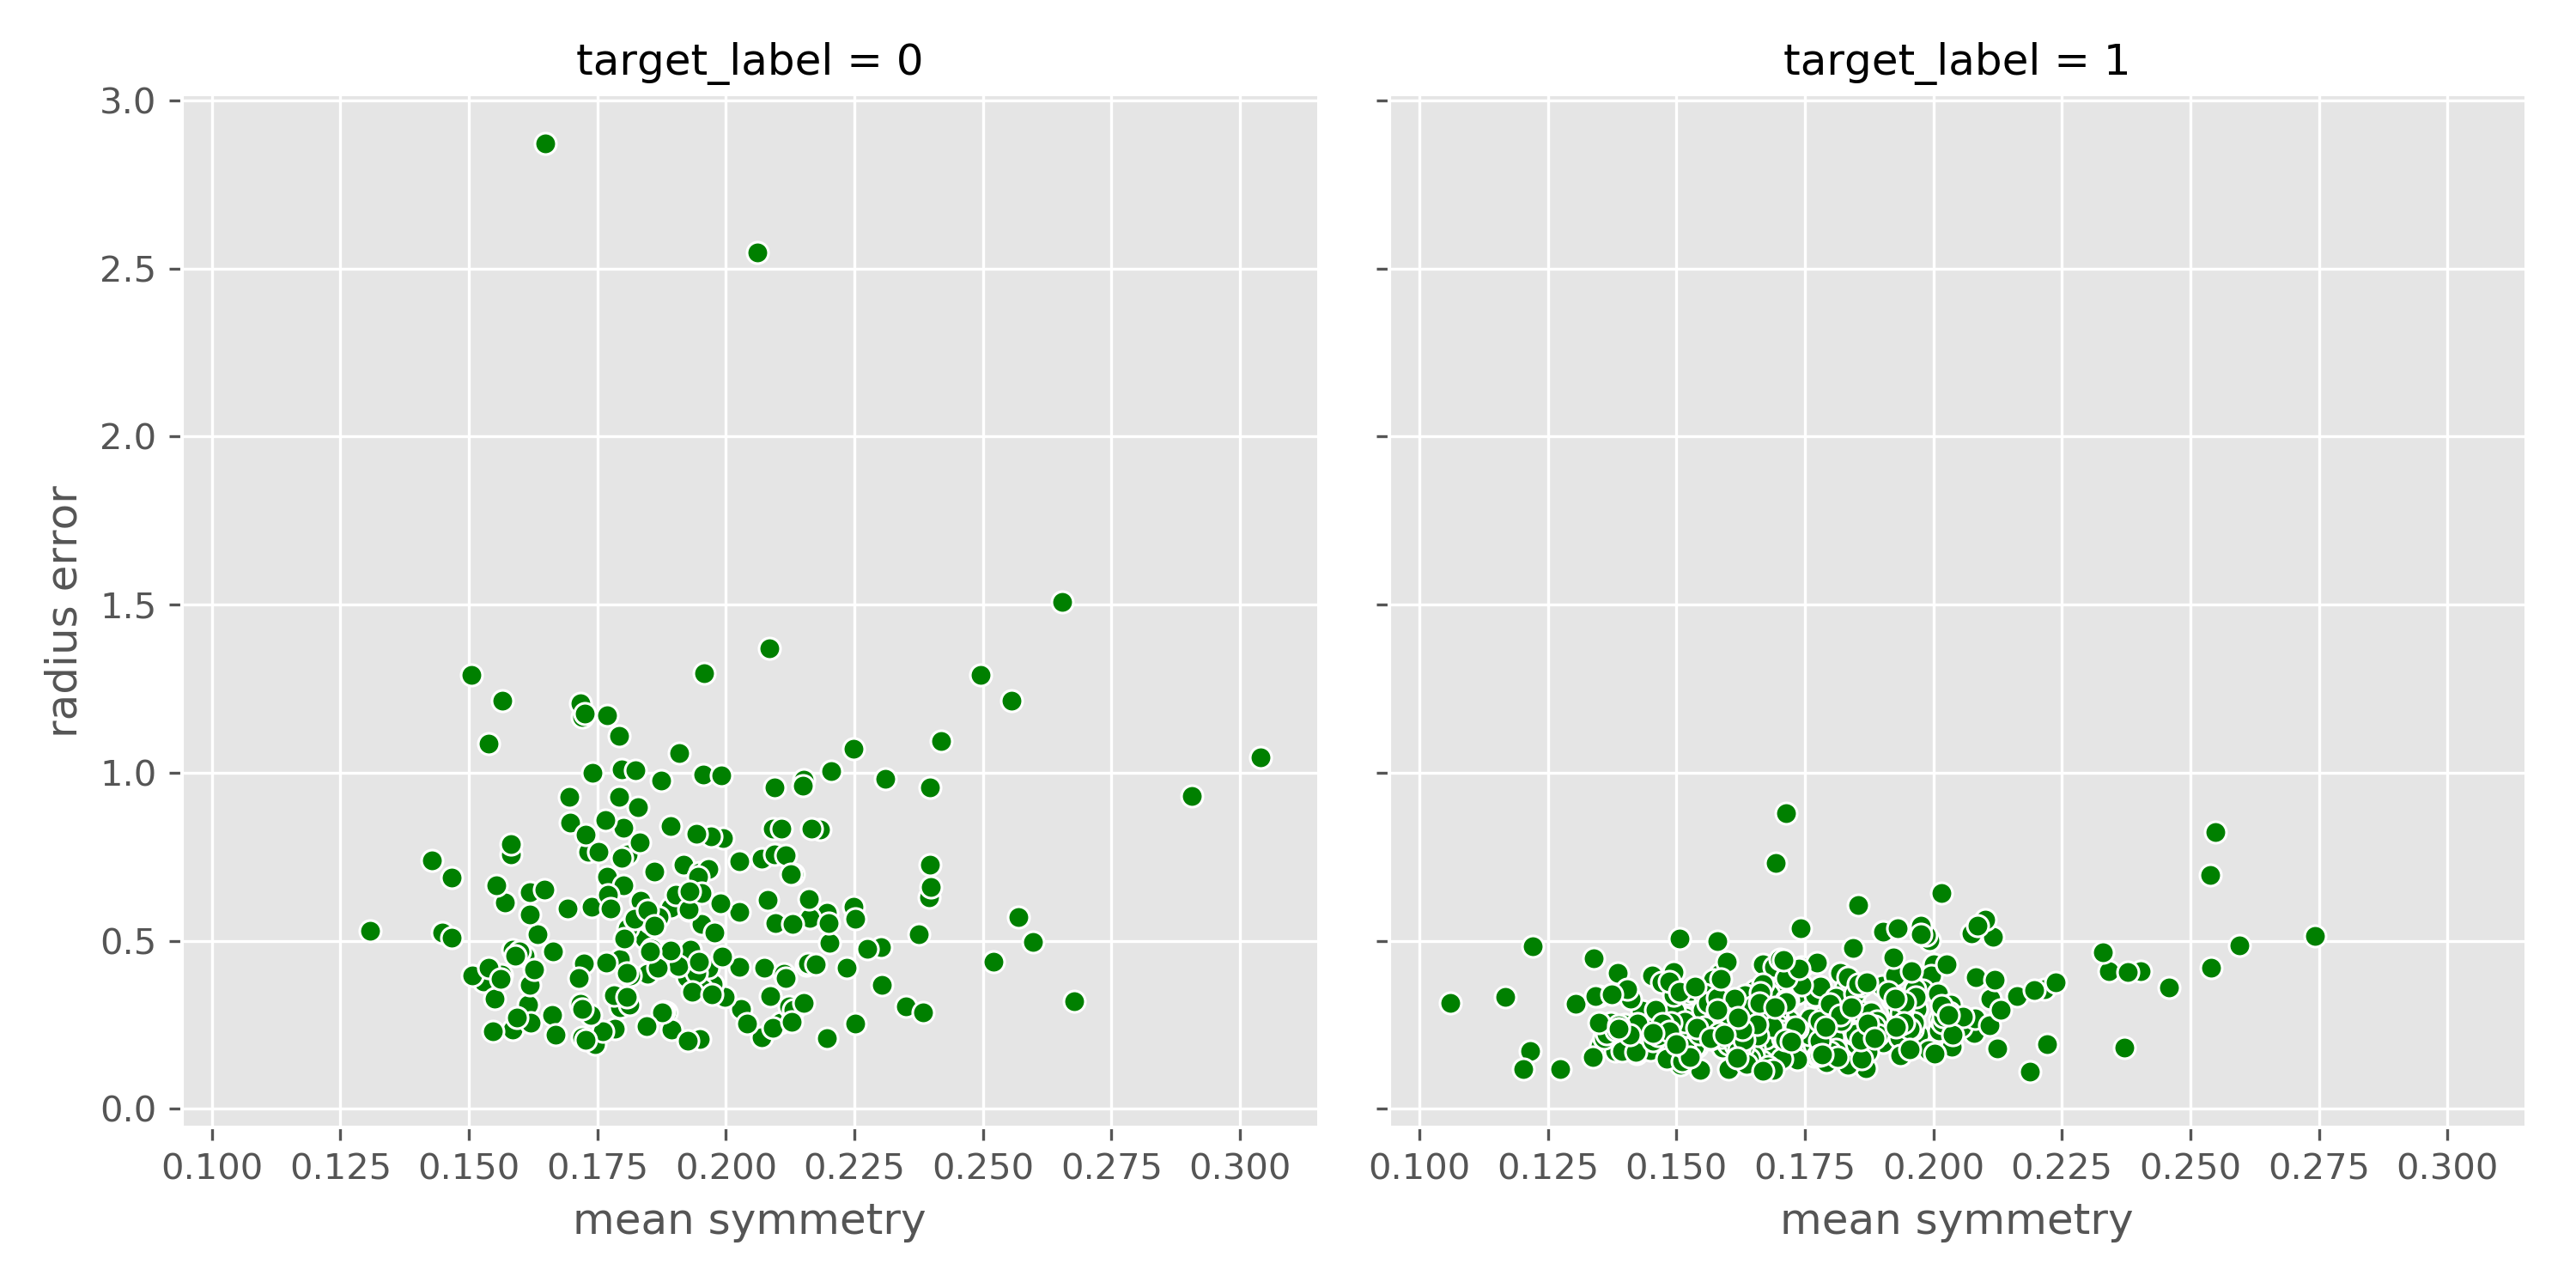 target_label = 0
3.0
2.5
2.0
1.5
1.0
0.5
0.0
radius error
0.100 0.125 0.150 0.175 0.200 0.225 0.250 0.275 0.300
mean symmetry
target_label = 1
0.100 0.125 0.150 0.175 0.200 0.225 0.250 0.275 0.300
mean symmetry